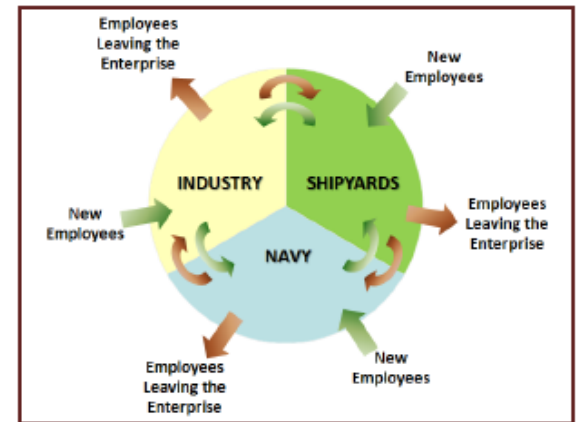 Employees
Leaving the
Enterprise
New
Employees
INDUSTRY
SHIPYARDS
New
Employees
Employees
Leaving the
Enterprise
NAVY
Employees
Leaving the
Enterprise
New
Employees